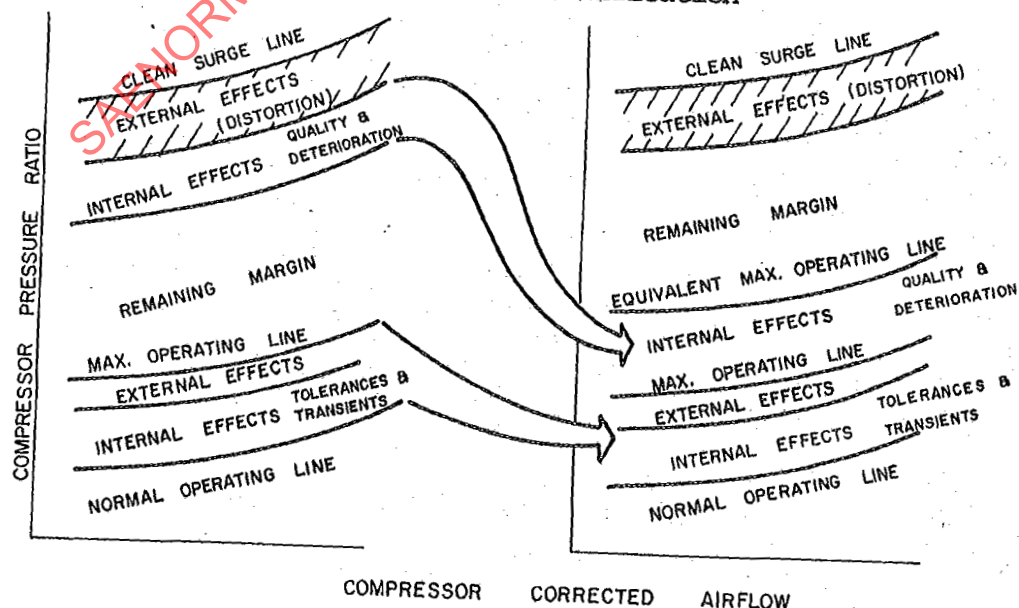 CLEAN SURGE LINE
EXTERNAL EFFECTS
(DISTORTION)
QUALITY &
INTERNAL EFFECTS DETERIORATION
REMAINING MARGIN
MAX. OPERATING LINE
EXTERNAL EFFECTS
INTERNAL EFFECTS TOLERANCES &
TRANSIENTS
NORMAL OPERATING LINE
COMPRESSOR PRESSURE RATIO
SAENORM
CLEAN SURGE LINE
EXTERNAL EFFECTS (DISTORTION)
REMAINING MARGIN
EQUIVALENT MAX. OPERATING LINE
QUALITY &
INTERNAL EFFECTS DETERIORATION
MAX. OPERATING LINE
EXTERNAL EFFECTS
TOLERANCES &
INTERNAL EFFECTS TRANSIENTS
NORMAL OPERATING LINE
COMPRESSOR CORRECTED AIRFLOW